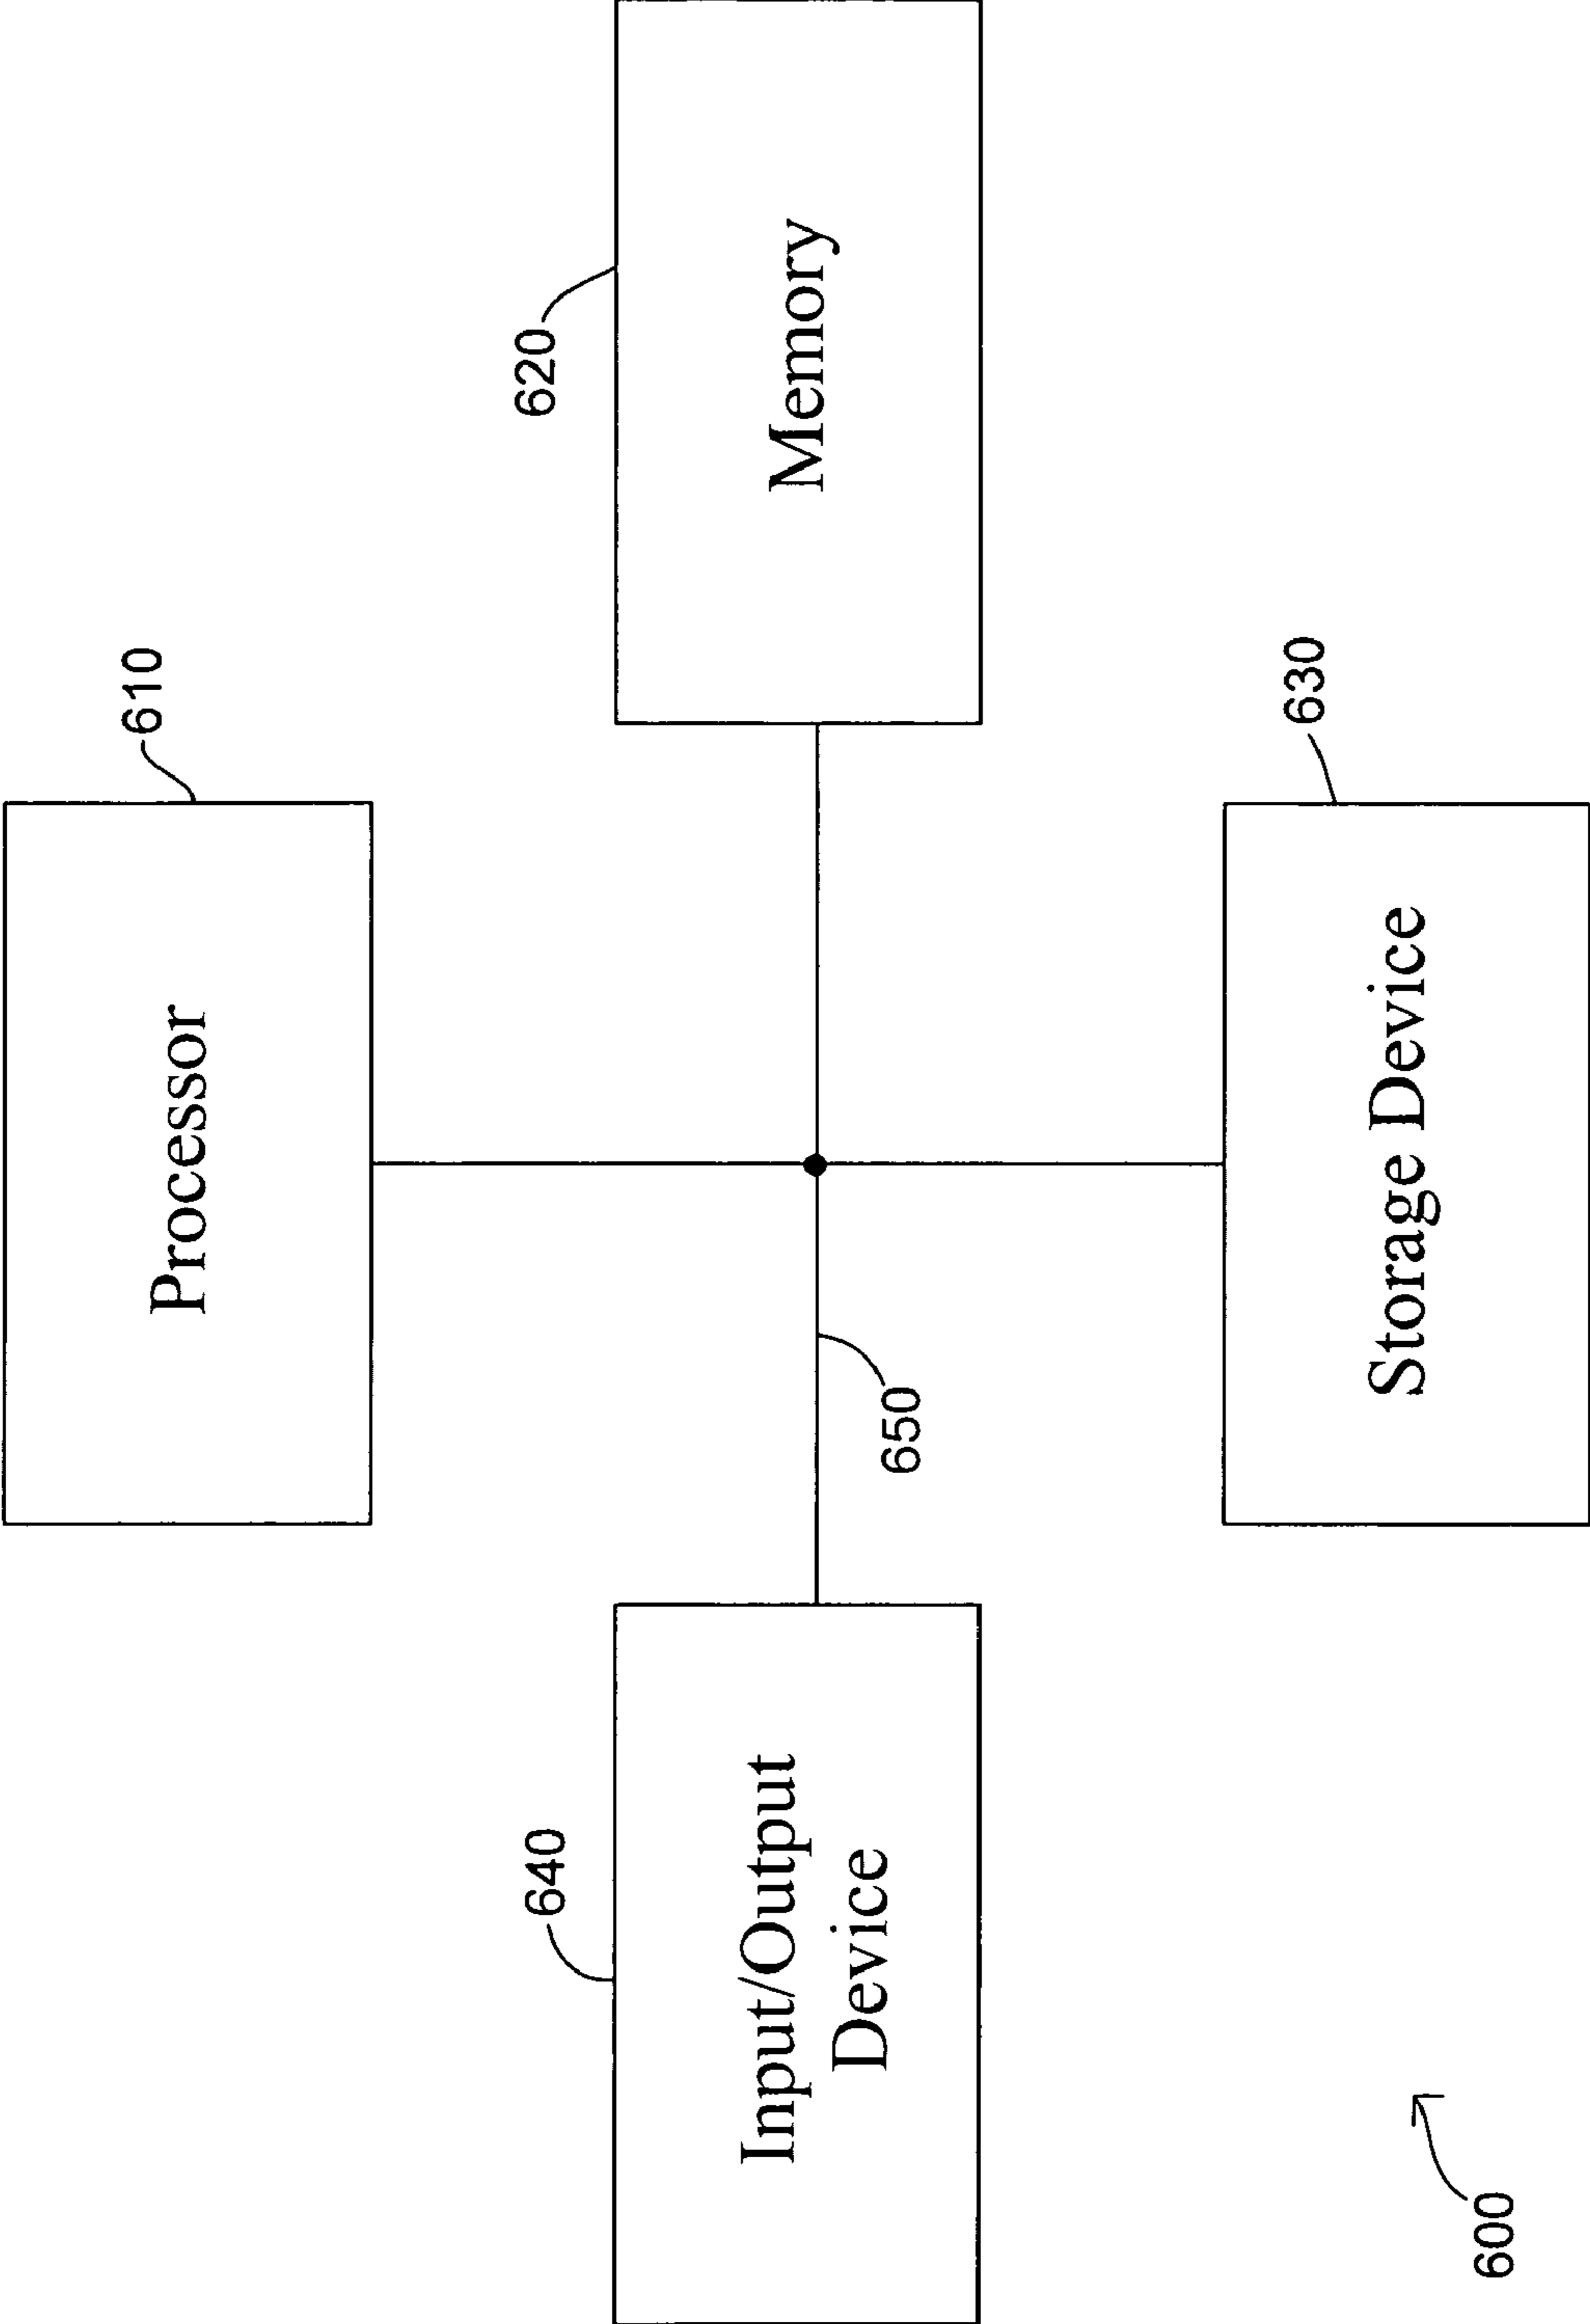 610
Processor
640
620
Input/Output
Device
Memory
650
630
Storage Device
600